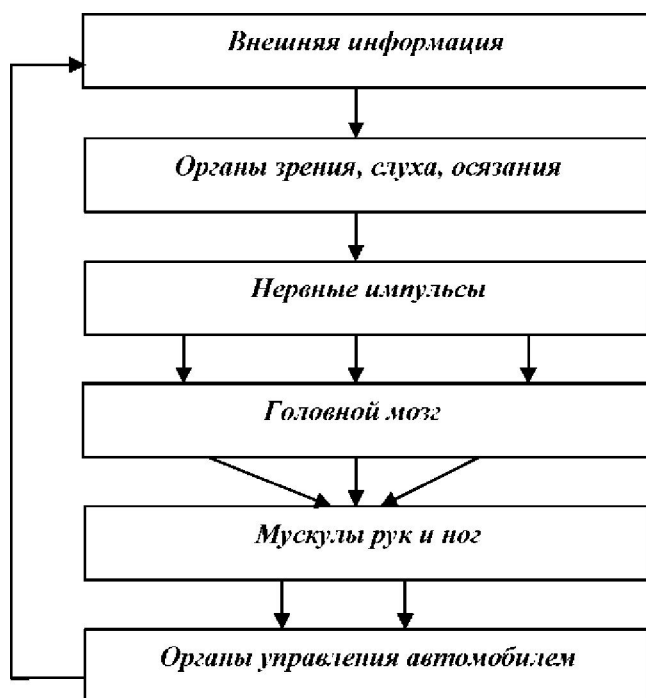 Внешняя информация
Органы зрения, слуха, осязания
Нервные импульсы
Головной мозг
Мускулы рук и ног
Органы управления автомобилем